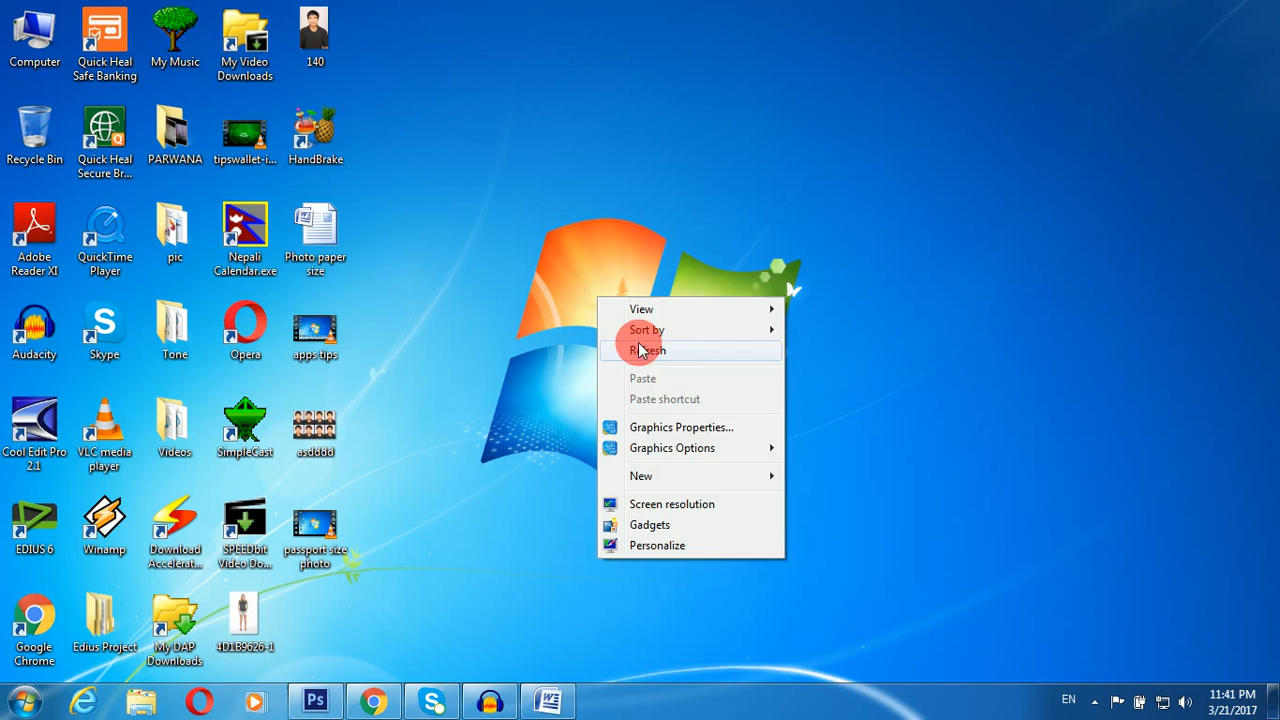 Computer
Quick Heal
Safe Banking
My Music
My Video
Downloads
140
Recycle Bin
Quick Heal
Secure Br...
PARWANA
tipswallet-i...
HandBrake
Adobe
Reader XI
QuickTime
Player
pic
Nepali
Calendar.exe
Photo paper
size
Audacity
Skype
Tone
Opera
apps tips
Cool Edit Pro
2.1
VLC media
player
Videos
SimpleCast
asdddd
EDIUS 6
Winamp
Download
Accelerat...
SPEEDbit
Video Do...
passport size
photo
Google
Chrome
Edius Project
My DAP
Downloads
4D1B9626-1
View
Sort by
Refresh
Paste
Paste shortcut
Graphics Properties...
Graphics Options
New
Screen resolution
Gadgets
Personalize
Ps
EN
11:41 PM
3/21/2017